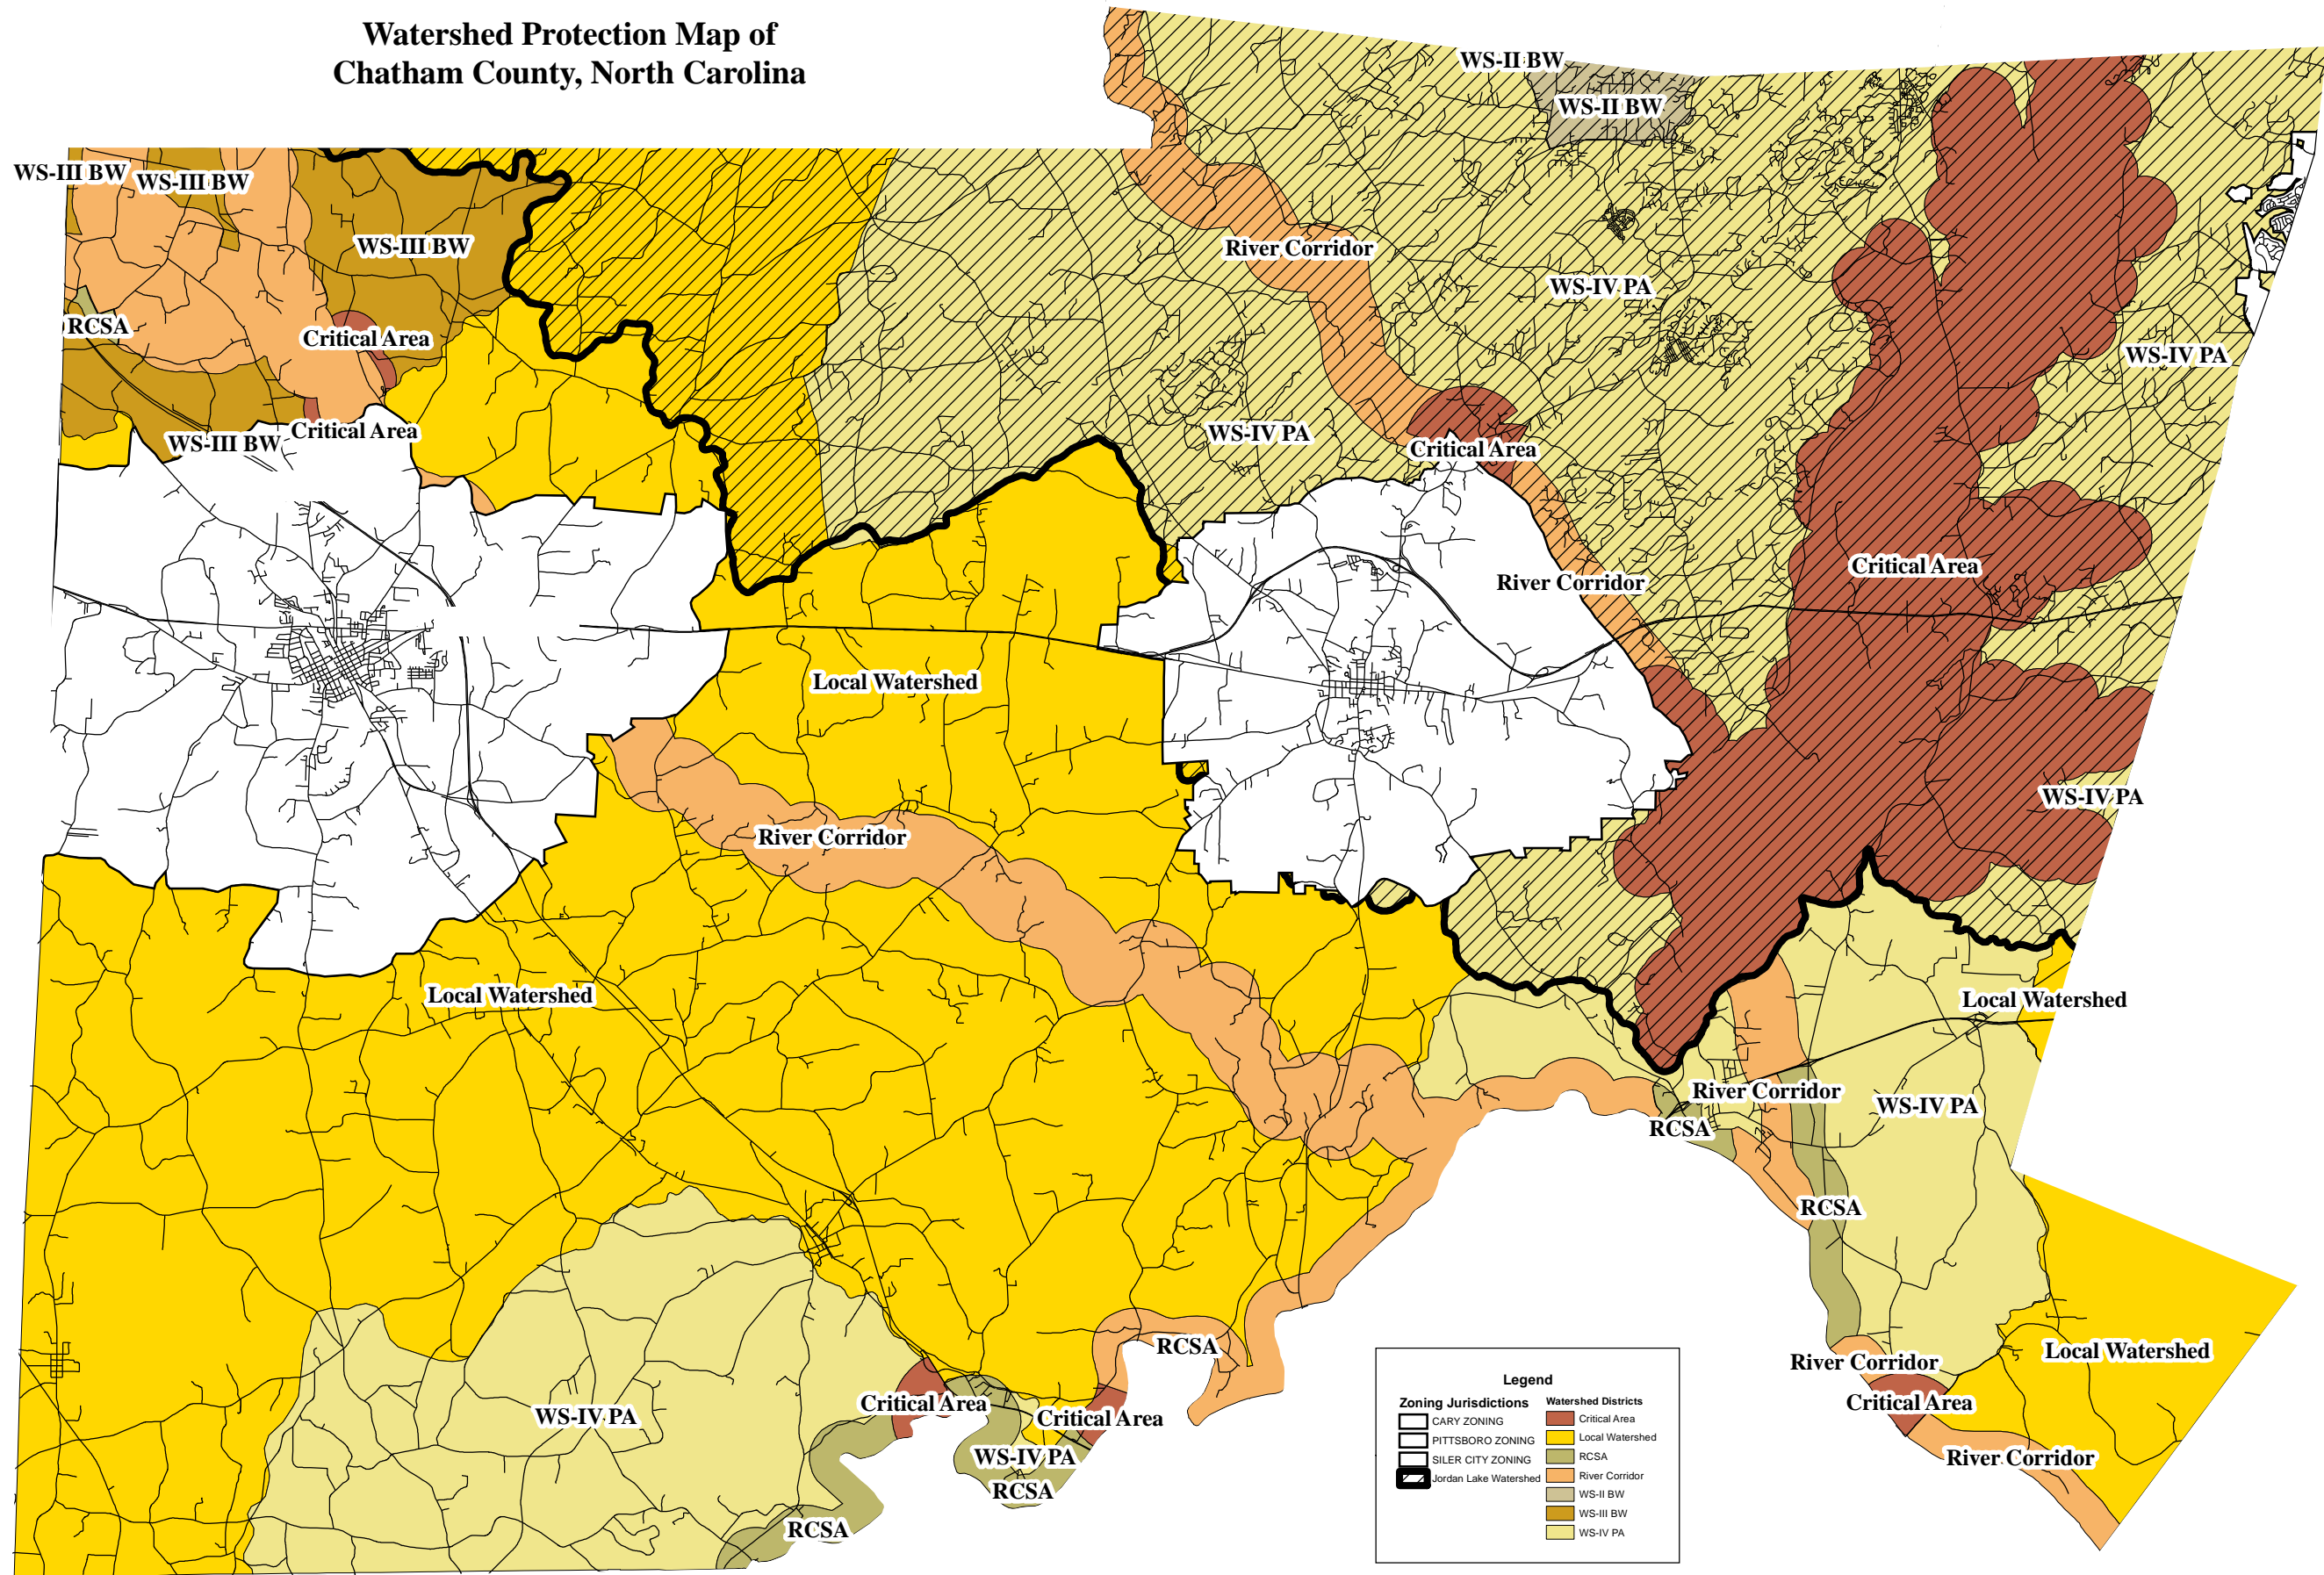 Watershed Protection Map of
Chatham County, North Carolina
WS-II BW
WS-II BW
WS-III BW
WS-III BW
WS-III BW
River Corridor
WS-IV PA
RCSA
Critical Area
WS-IV PA
Critical Area
WS-III BW
WS-IV PA
Critical Area
Critical Area
River Corridor
Local Watershed
WS-IV PA
River Corridor
Local Watershed
Local Watershed
River Corridor
WS-IV PA
RCSA
RCSA
RCSA
Local Watershed
River Corridor
Critical Area
Critical Area
Critical Area
WS-IV PA
WS-IV PA
River Corridor
RCSA
RCSA
Legend
Zoning Jurisdictions
CARY ZONING
PITTSBORO ZONING
SILER CITY ZONING
Jordan Lake Watershed
Watershed Districts
Critical Area
Local Watershed
RCSA
River Corridor
WS-II BW
WS-III BW
WS-IV PA